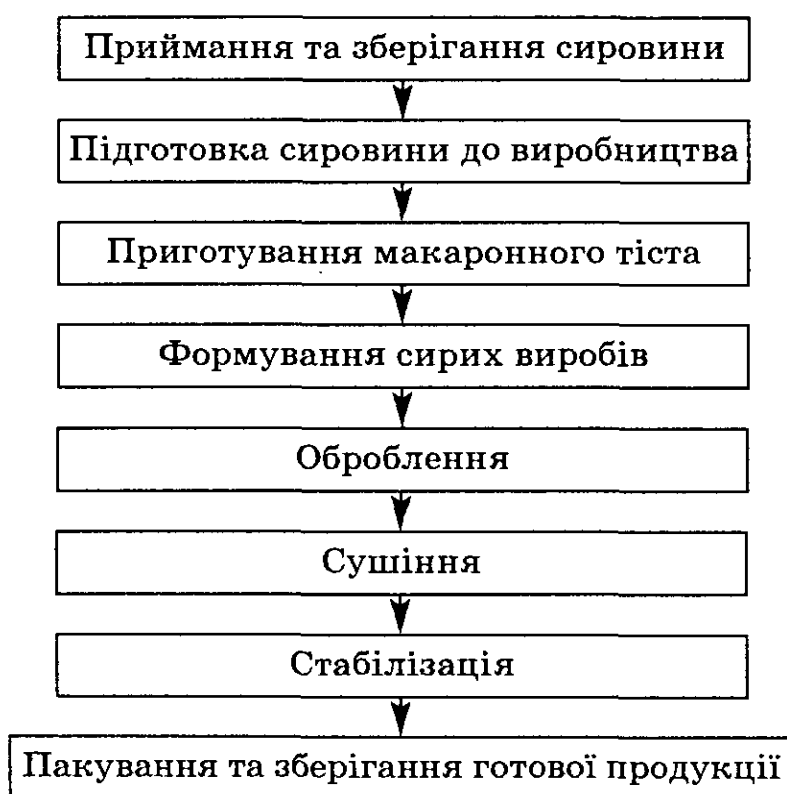 Приймання та зберігання сировини
Підготовка сировини до виробництва
Приготування макаронного тіста
Формування сирих виробів
Оброблення
Сушіння
Стабілізація
Пакування та зберігання готової продукції